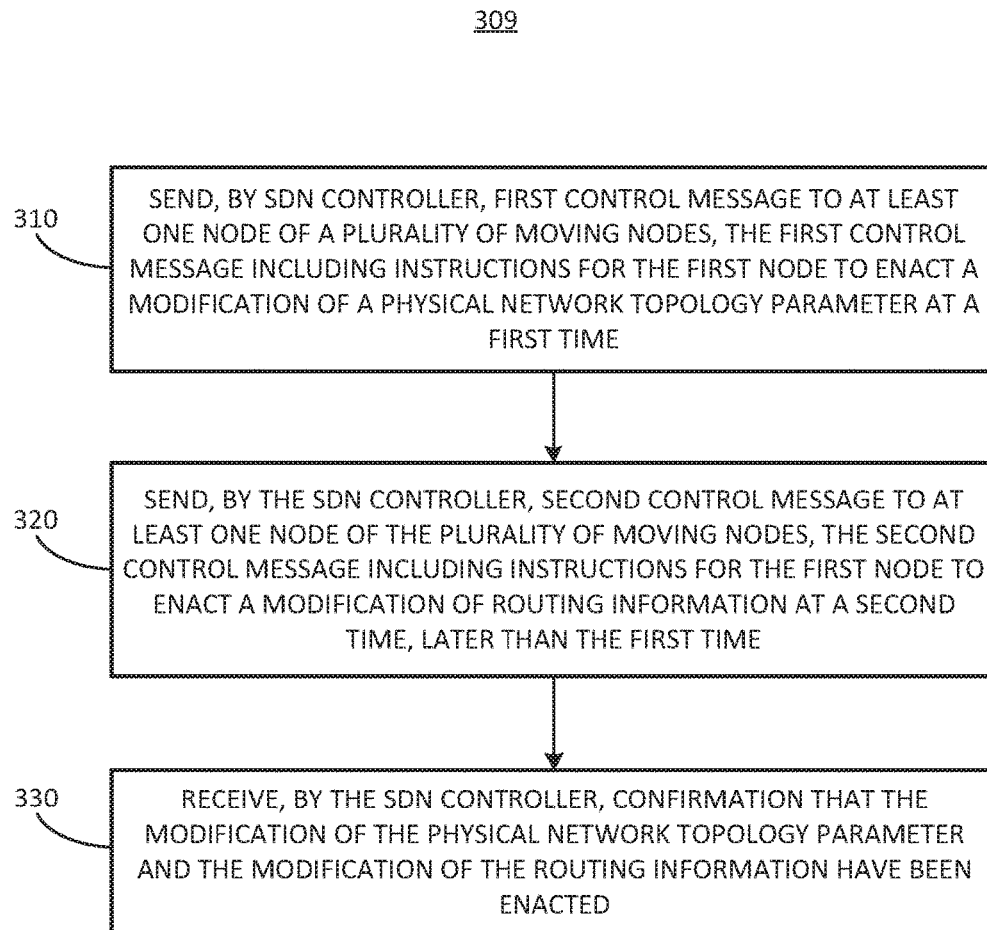 309
310
SEND, BY SDN CONTROLLER, FIRST CONTROL MESSAGE TO AT LEAST
ONE NODE OF A PLURALITY OF MOVING NODES, THE FIRST CONTROL
MESSAGE INCLUDING INSTRUCTIONS FOR THE FIRST NODE TO ENACT A
MODIFICATION OF A PHYSICAL NETWORK TOPOLOGY PARAMETER AT A
FIRST TIME
320
SEND, BY THE SDN CONTROLLER, SECOND CONTROL MESSAGE TO AT
LEAST ONE NODE OF THE PLURALITY OF MOVING NODES, THE SECOND
CONTROL MESSAGE INCLUDING INSTRUCTIONS FOR THE FIRST NODE TO
ENACT A MODIFICATION OF ROUTING INFORMATION AT A SECOND
TIME, LATER THAN THE FIRST TIME
330
RECEIVE, BY THE SDN CONTROLLER, CONFIRMATION THAT THE
MODIFICATION OF THE PHYSICAL NETWORK TOPOLOGY PARAMETER
AND THE MODIFICATION OF THE ROUTING INFORMATION HAVE BEEN
ENACTED